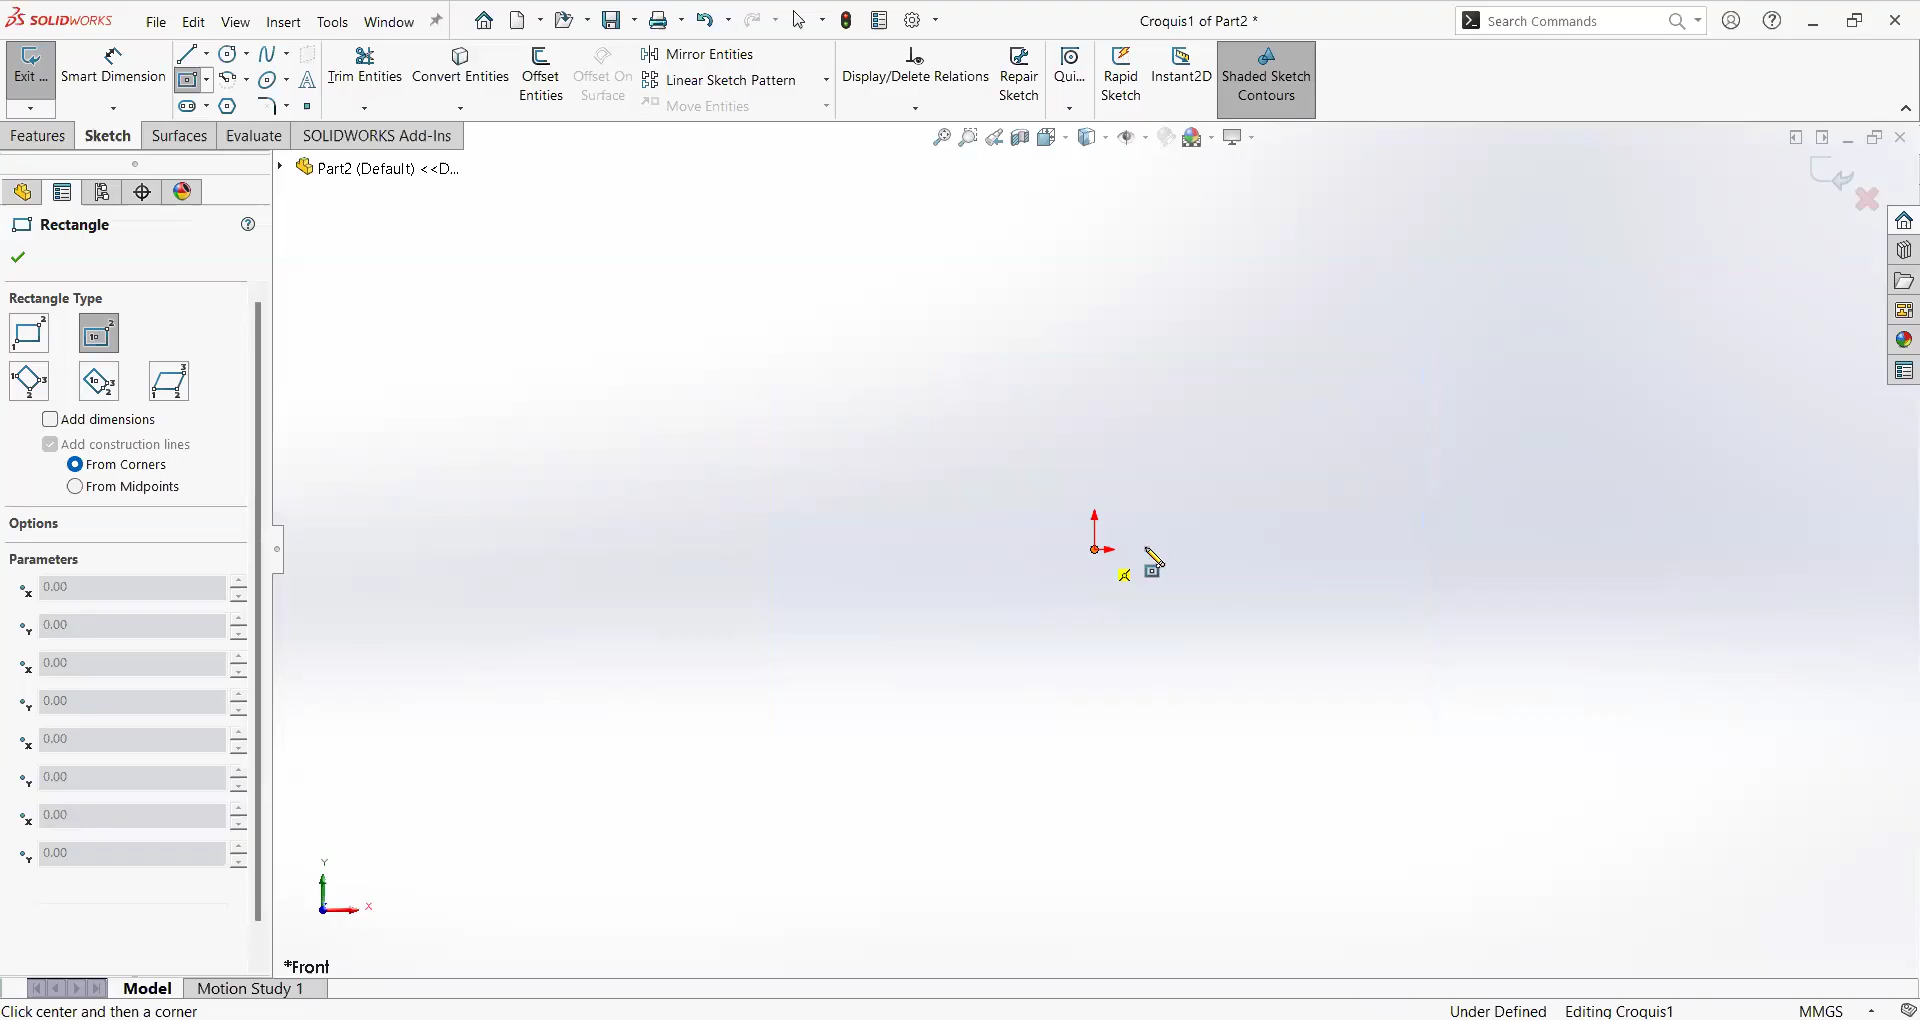 SOLIDWORKS File Edit View Insert Tools Window Croquis1 of Part2 * Search Commands
Exit ... Smart Dimension Trim Entities Convert Entities Offset Entities Offset On Surface Mirror Entities Linear Sketch Pattern Move Entities Display/Delete Relations Repair Sketch Qui... Rapid Sketch Instant2D Shaded Sketch Contours
Features Sketch Surfaces Evaluate SOLIDWORKS Add-Ins
Part2 (Default) <<D...
Rectangle
Rectangle Type
Add dimensions
Add construction lines
From Corners
From Midpoints
Options
Parameters
x 0.00
Y 0.00
x 0.00
Y 0.00
x 0.00
Y 0.00
x 0.00
Y 0.00
Y
X
*Front
Model Motion Study 1
Click center and then a corner Under Defined Editing Croquis1 MMGS